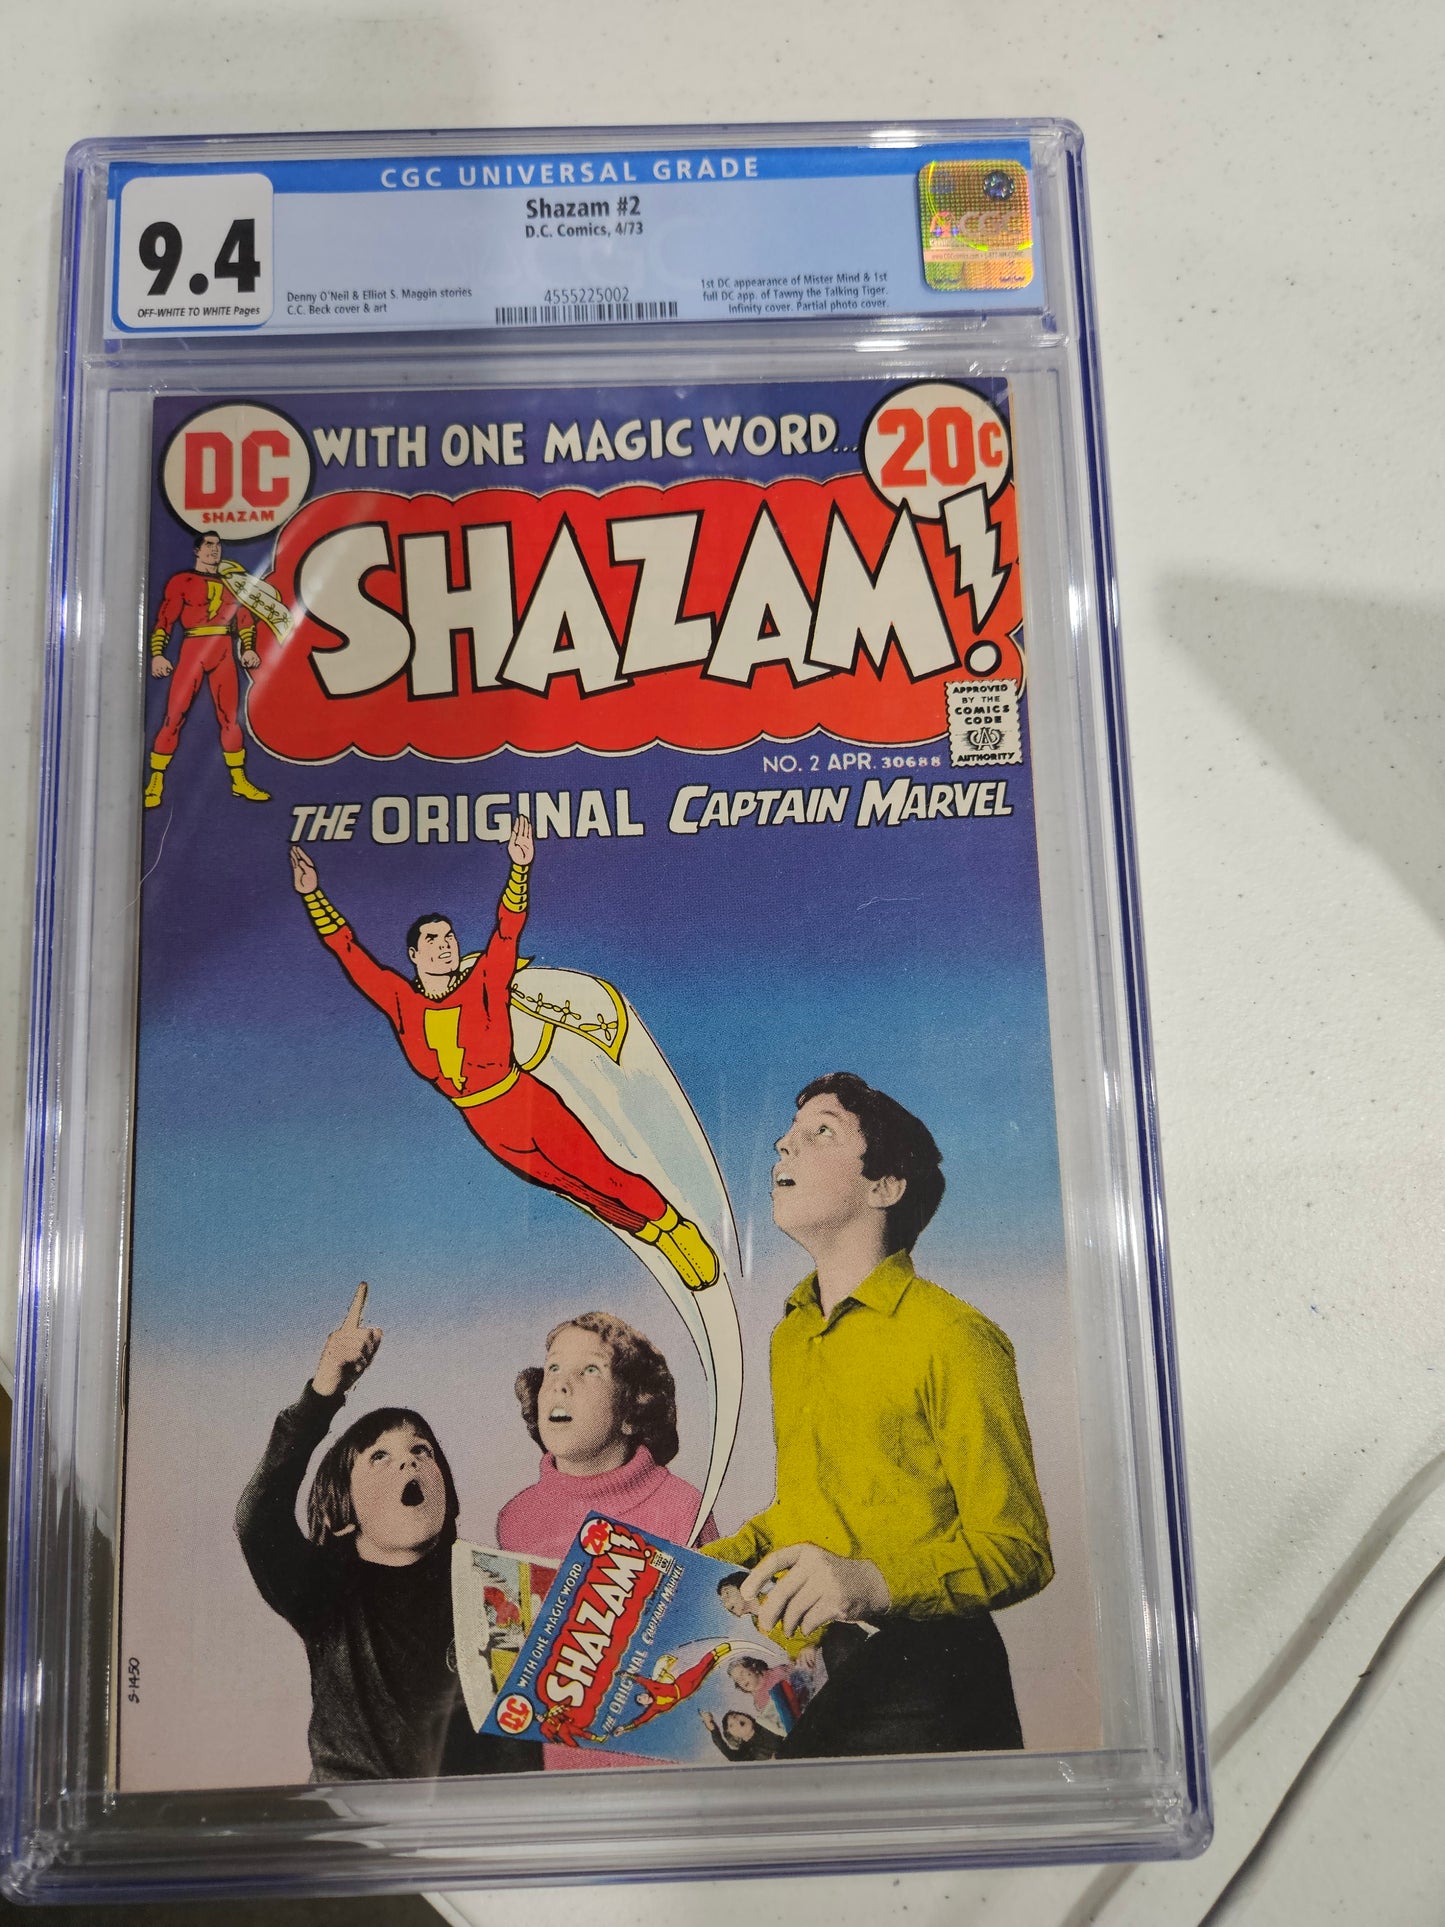 CGC UNIVERSAL GRADE
9.4
OFF-WHITE TO WHITE Pages
Shazam #2
D.C. Comics, 4/73
Denny O'Neil & Elliot S. Maggin stories
C.C. Beck cover & art
4555225002
1st DC appearance of Mister Mind & 1st
full DC app. of Tawny the Talking Tiger.
Infinity cover. Partial photo cover.
CGC
DC
SHAZAM
WITH ONE MAGIC WORD...
20¢
SHAZAM!
APPROVED
BY THE
COMICS
CODE
AUTHORITY
NO. 2 APR. 30688
THE ORIGINAL CAPTAIN MARVEL
S-1450
20¢
WITH ONE MAGIC WORD
SHAZAM!
THE ORIGINAL CAPTAIN MARVEL
DC